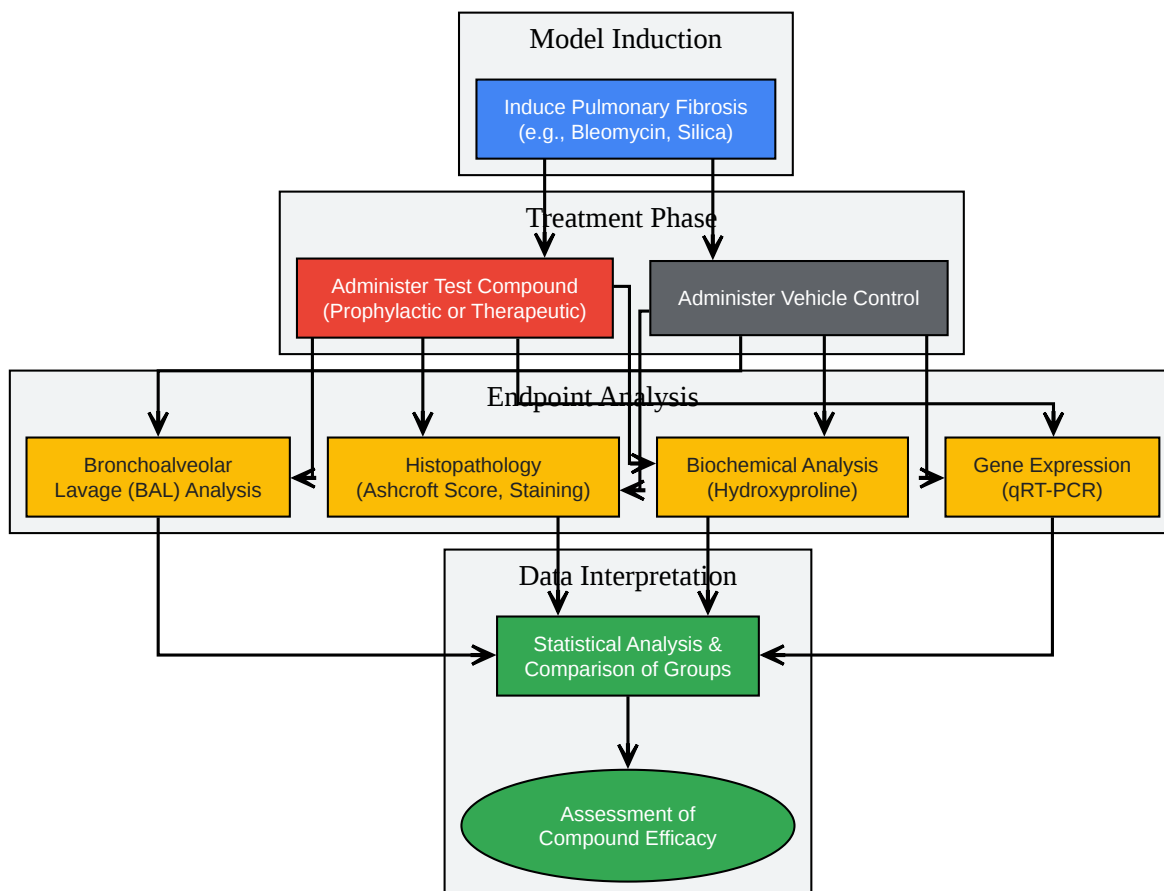 Model Induction
Induce Pulmonary Fibrosis
(e.g., Bleomycin, Silica)
Treatment Phase
Administer Test Compound
(Prophylactic or Therapeutic)
Administer Vehicle Control
Endpoint Analysis
Bronchoalveolar
Lavage (BAL) Analysis
Histopathology
(Ashcroft Score, Staining)
Biochemical Analysis
(Hydroxyproline)
Gene Expression
(qRT-PCR)
Data Interpretation
Statistical Analysis &
Comparison of Groups
Assessment of
Compound Efficacy